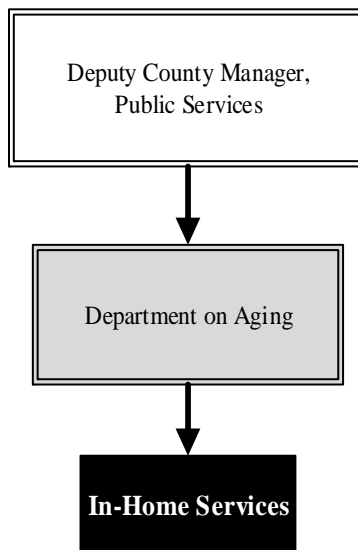 Deputy County Manager,
Public Services
Department on Aging
In-Home Services